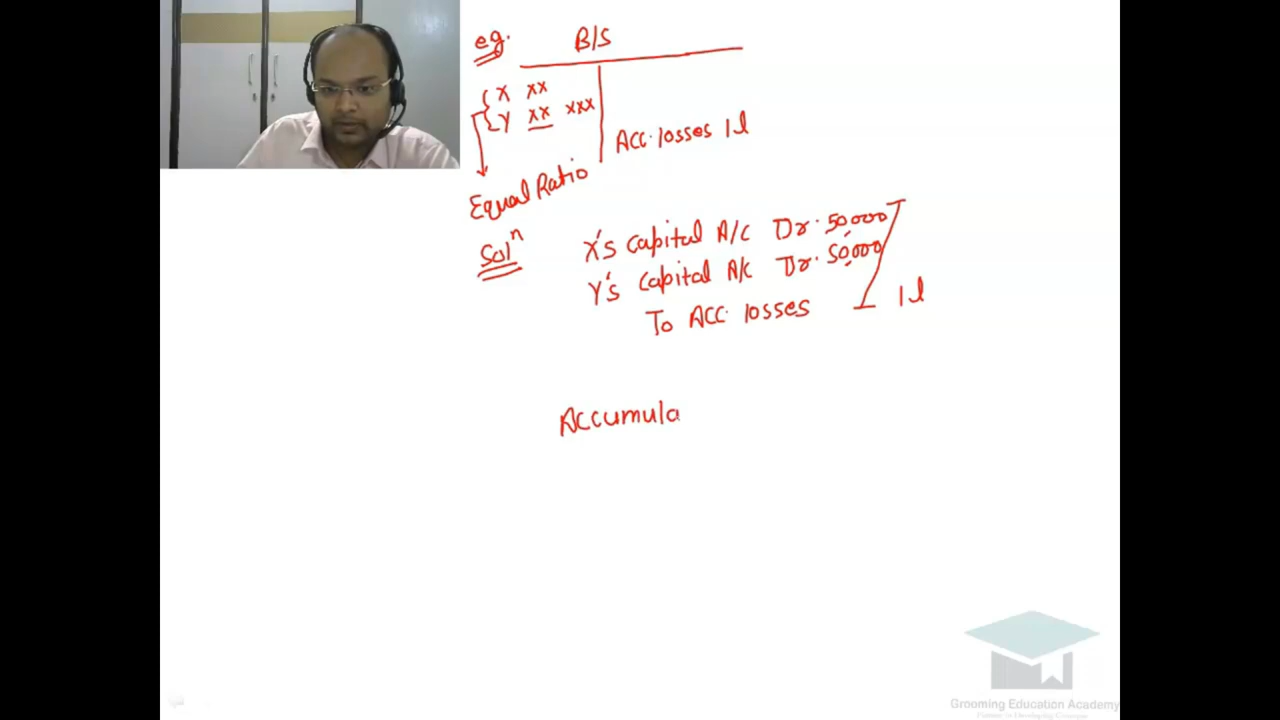 eg. B/S
X xx
Y xx xxx
Acc. losses 1l
Equal Ratio
Solⁿ
X's Capital A/C Dr. 50,000
Y's Capital A/c Dr. 50,000
To Acc. losses 1l
Accumula
Grooming Education Academy